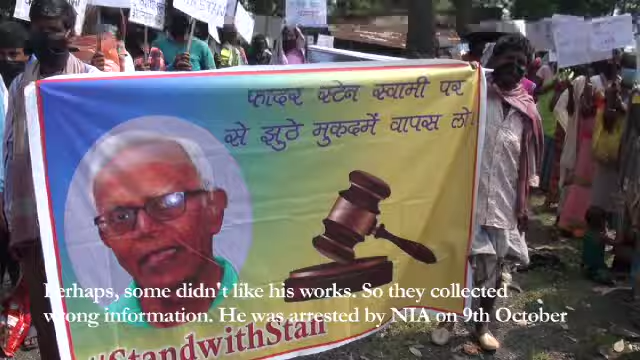 फादर स्टेन स्वामी पर
से झुठे मुकदमें वापस लो।
Perhaps, some didn't like his works. So they collected
wrong information. He was arrested by NIA on 9th October
#StandwithStan